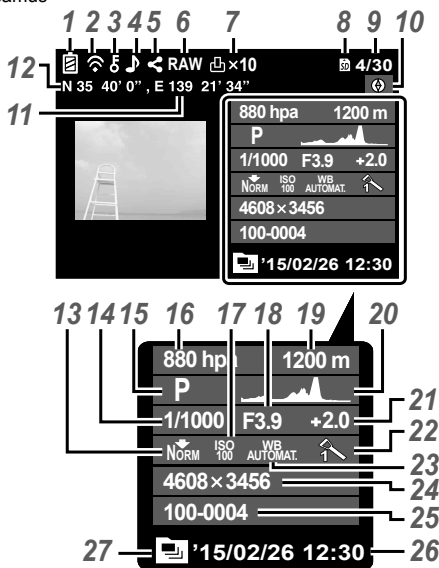 1 2 3 4 5 6 7 8 9 10
RAW ×10 SD 4/30
12 N 35 40' 0" , E 139 21' 34"
11
880 hpa 1200 m
P
1/1000 F3.9 +2.0
NORM ISO 100 WB AUTOMAT. 1
4608×3456
100-0004
'15/02/26 12:30
13 14 15 16 17 18 19 20
880 hpa 1200 m
P
1/1000 F3.9 +2.0 21
NORM ISO 100 WB AUTOMAT. 1 22
23
4608×3456 24
100-0004 25
27 '15/02/26 12:30 26